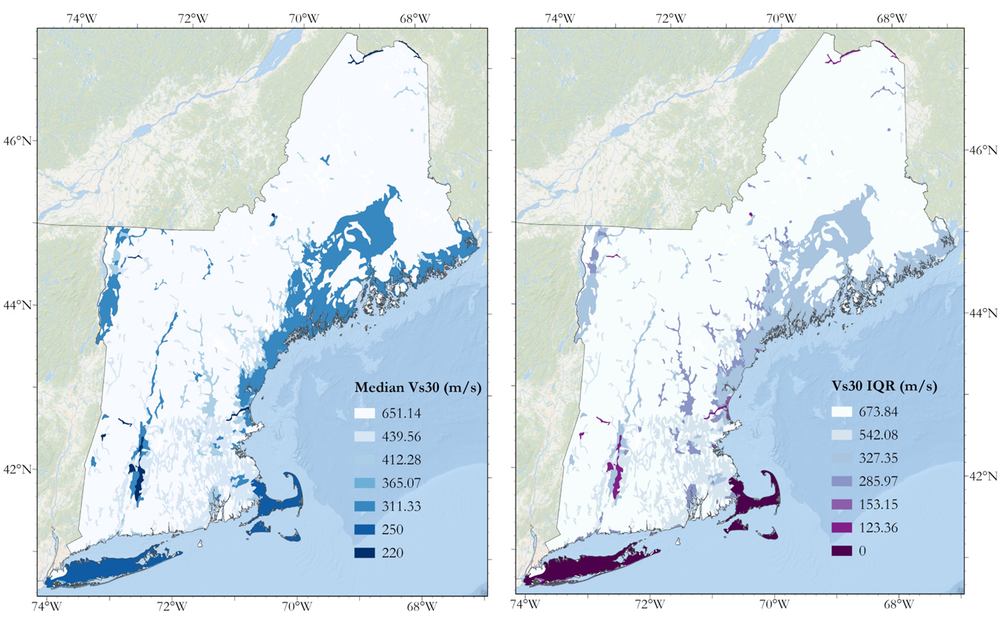 74°W 72°W 70°W 68°W
74°W 72°W 70°W 68°W
46°N
46°N
44°N
44°N
Median Vs30 (m/s)
651.14
439.56
412.28
365.07
311.33
250
220
Vs30 IQR (m/s)
673.84
542.08
327.35
285.97
153.15
123.36
0
42°N
42°N
74°W 72°W 70°W 68°W
74°W 72°W 70°W 68°W